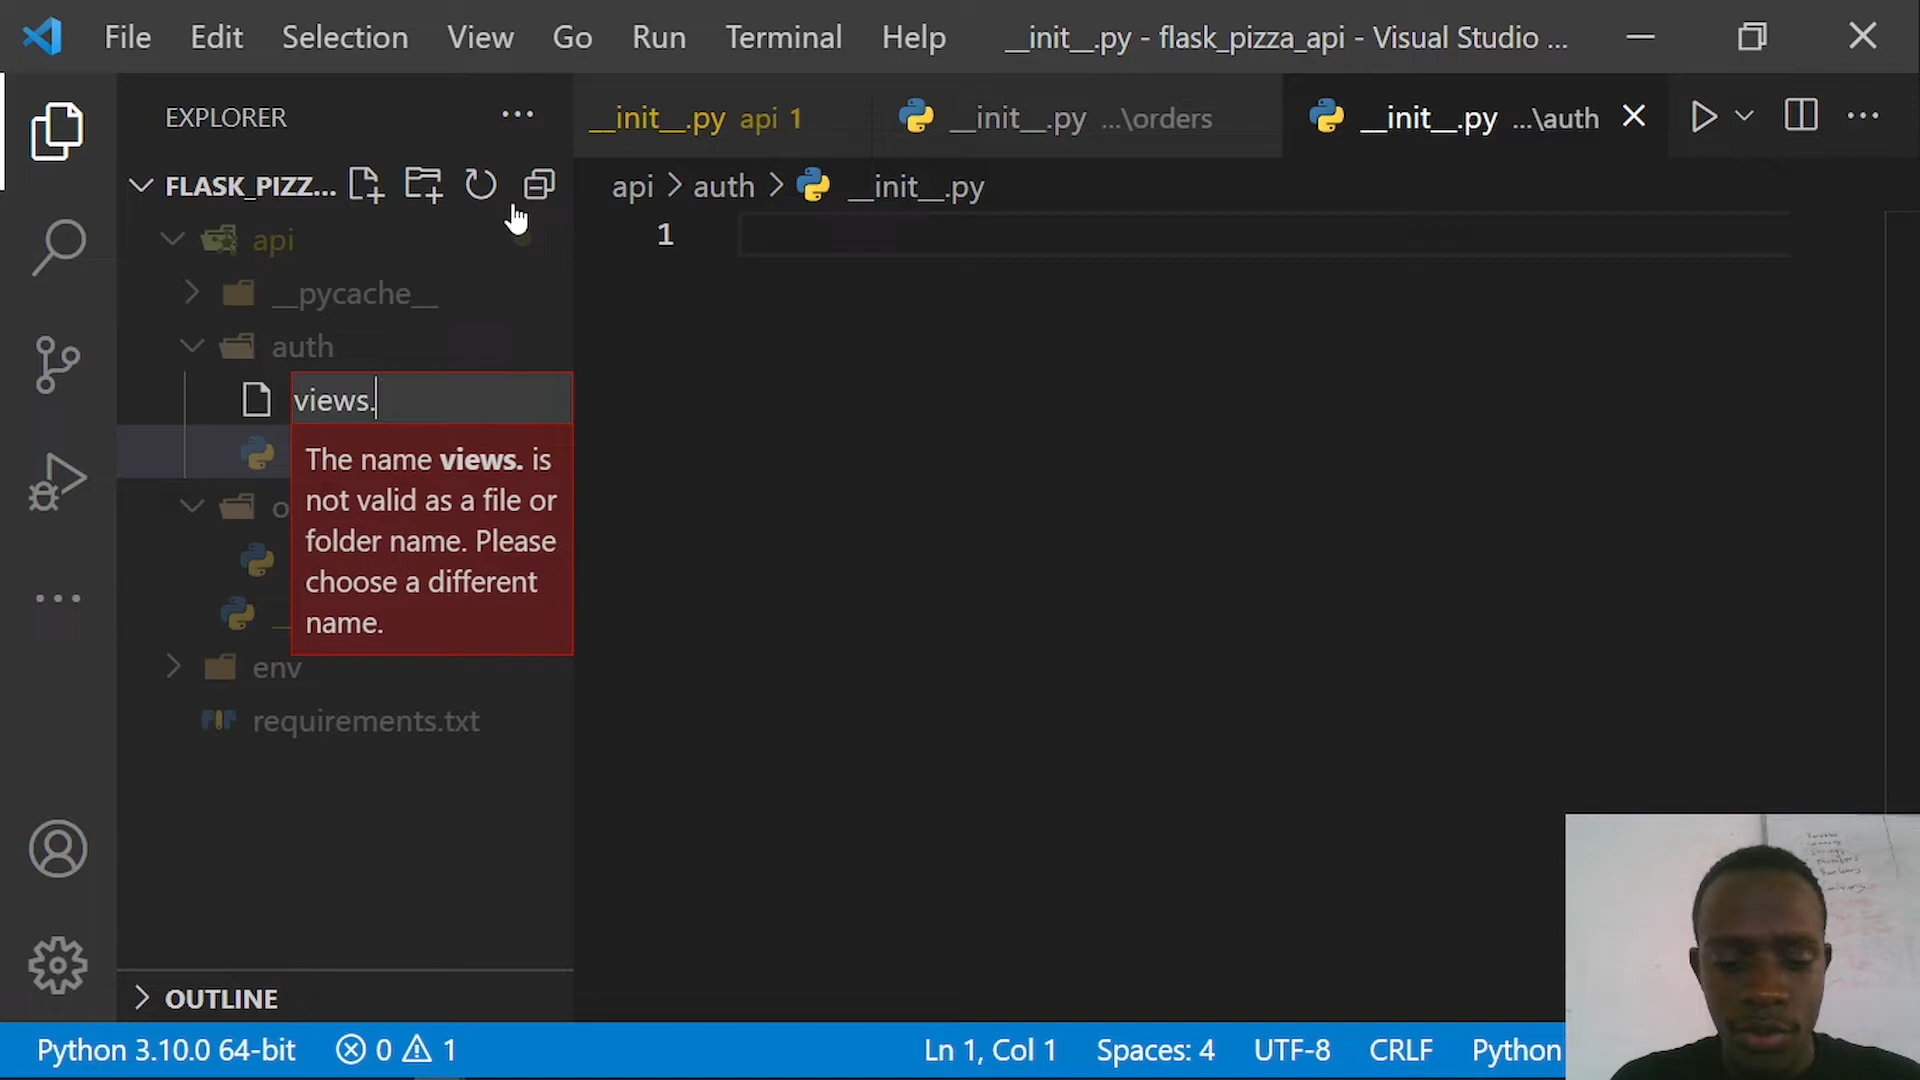 File Edit Selection View Go Run Terminal Help __init__.py - flask_pizza_api - Visual Studio ...
EXPLORER
__init__.py api 1 __init__.py ...\orders __init__.py ...\auth
FLASK_PIZZ...
api > auth > __init__.py
1
api
__pycache__
auth
views.
The name views. is
not valid as a file or
folder name. Please
choose a different
name.
o
env
requirements.txt
OUTLINE
Python 3.10.0 64-bit 0 1 Ln 1, Col 1 Spaces: 4 UTF-8 CRLF Python